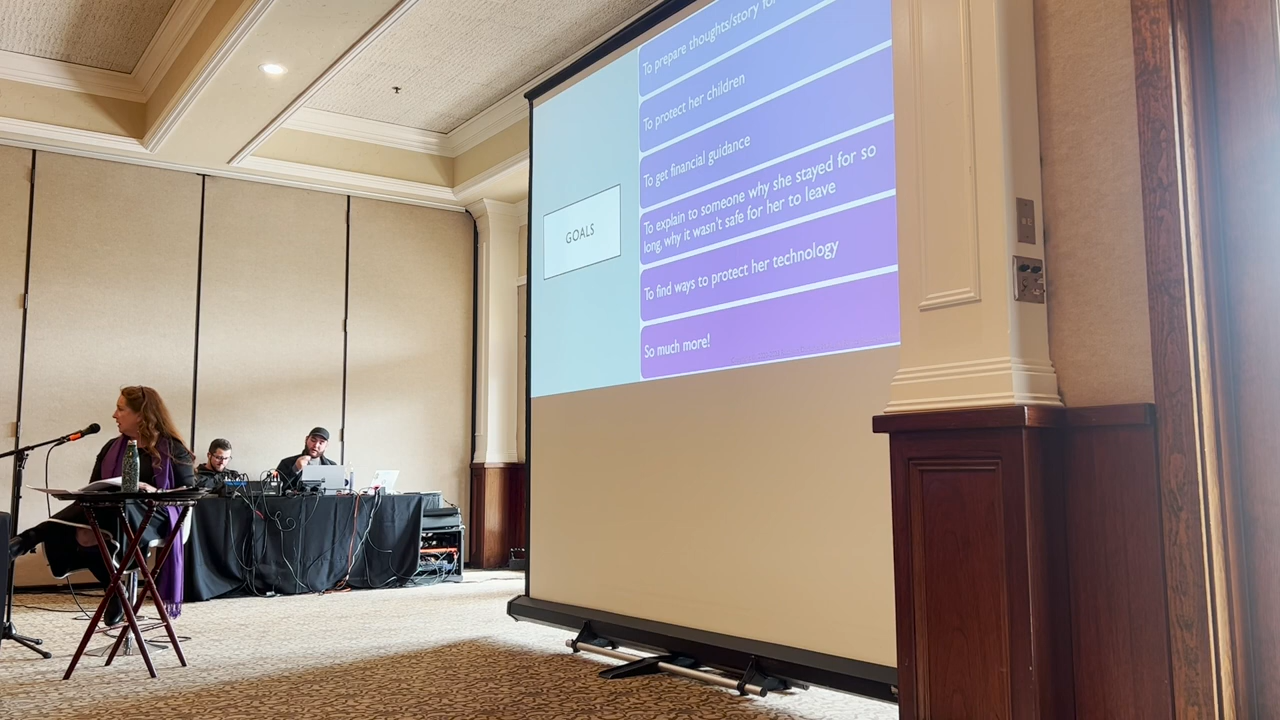 GOALS
To prepare thoughts/story
To protect her children
To get financial guidance
To explain to someone why she stayed for so
long, why it wasn't safe for her to leave
To find ways to protect her technology
So much more!